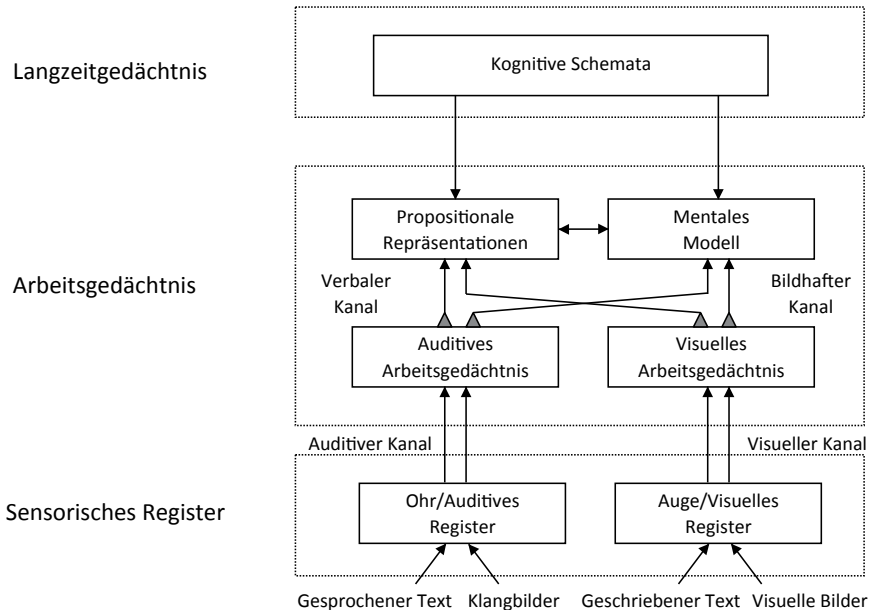 Langzeitgedächtnis
Kognitive Schemata
Arbeitsgedächtnis
Propositionale
Repräsentationen
Mentales
Modell
Verbaler
Kanal
Bildhafter
Kanal
Auditives
Arbeitsgedächtnis
Visuelles
Arbeitsgedächtnis
Auditiver Kanal
Visueller Kanal
Sensorisches Register
Ohr/Auditives
Register
Auge/Visuelles
Register
Gesprochener Text
Klangbilder
Geschriebener Text
Visuelle Bilder